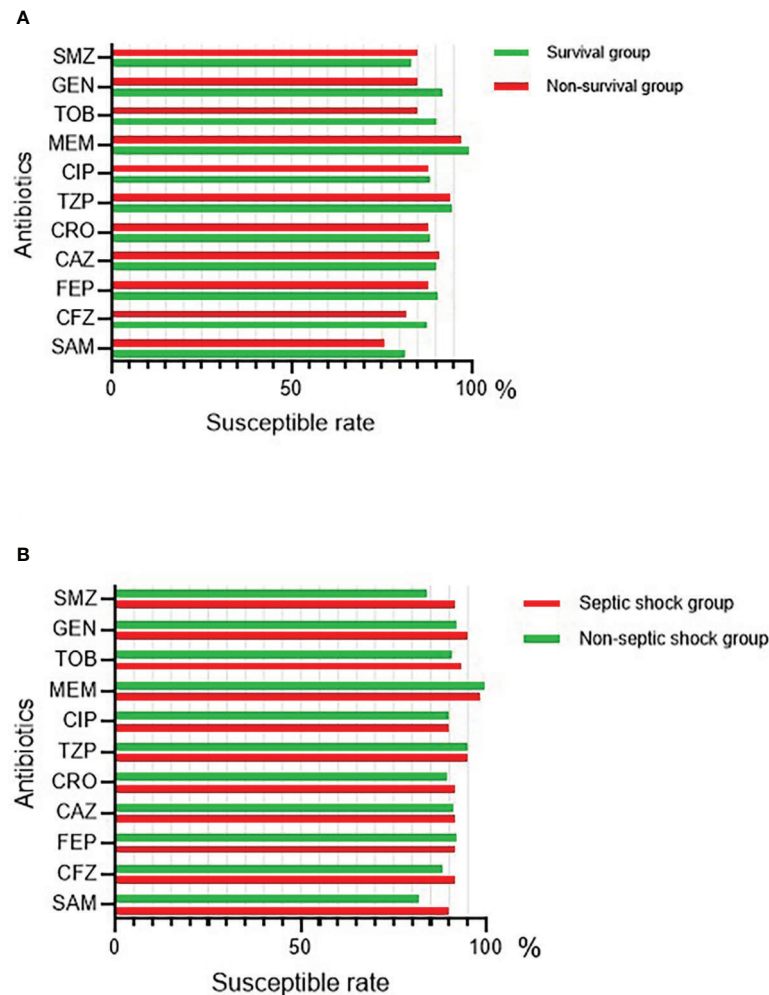 A
SMZ
GEN
TOB
MEM
CIP
TZP
CRO
CAZ
FEP
CFZ
SAM
Antibiotics
0 50 100 %
Susceptible rate
Survival group
Non-survival group
B
SMZ
GEN
TOB
MEM
CIP
TZP
CRO
CAZ
FEP
CFZ
SAM
Antibiotics
0 50 100 %
Susceptible rate
Septic shock group
Non-septic shock group